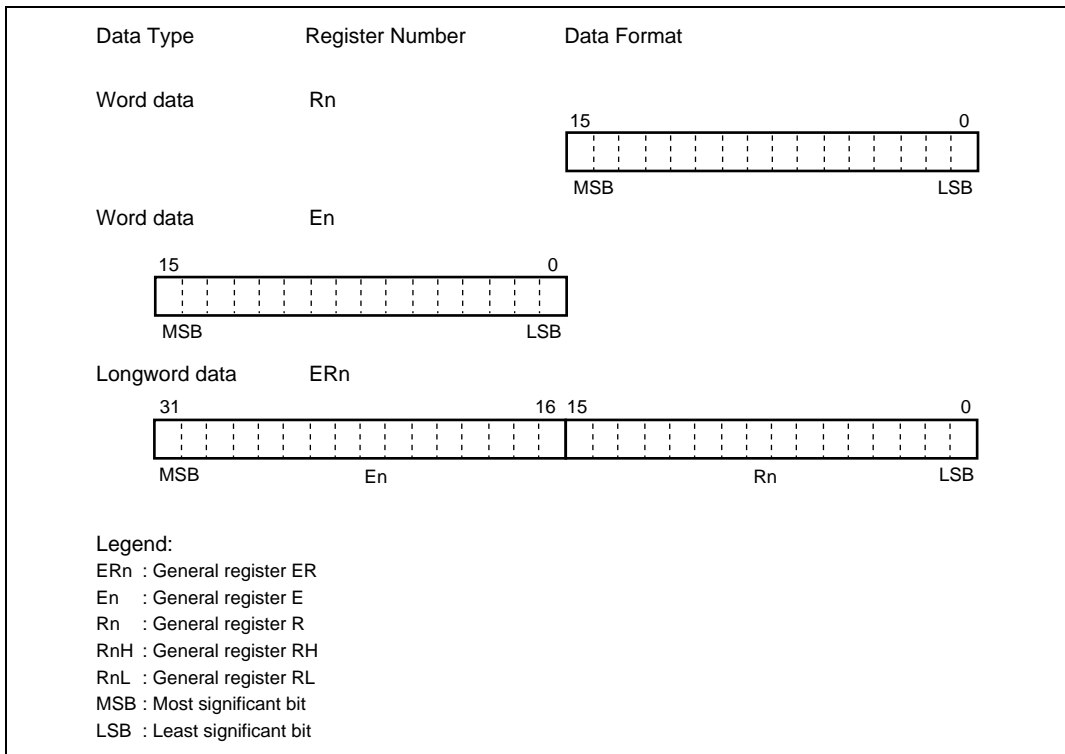 Data Type Register Number Data Format
Word data Rn
15 0
MSB LSB
Word data En
15 0
MSB LSB
Longword data ERn
31 16 15 0
MSB En Rn LSB
Legend:
ERn : General register ER
En : General register E
Rn : General register R
RnH : General register RH
RnL : General register RL
MSB : Most significant bit
LSB : Least significant bit